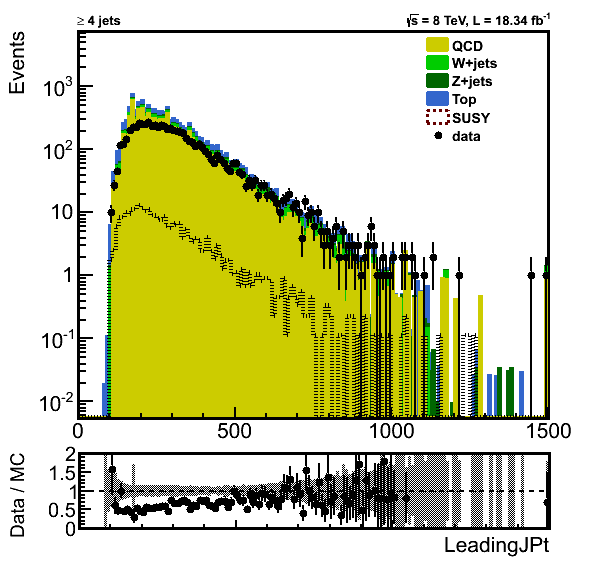 ≥ 4 jets
√s = 8 TeV, L = 18.34 fb⁻¹
Events
QCD
W+jets
Z+jets
Top
SUSY
data
10³
10²
10
1
10⁻¹
10⁻²
0 500 1000 1500
Data / MC
2
1.5
1
0.5
0
LeadingJPt